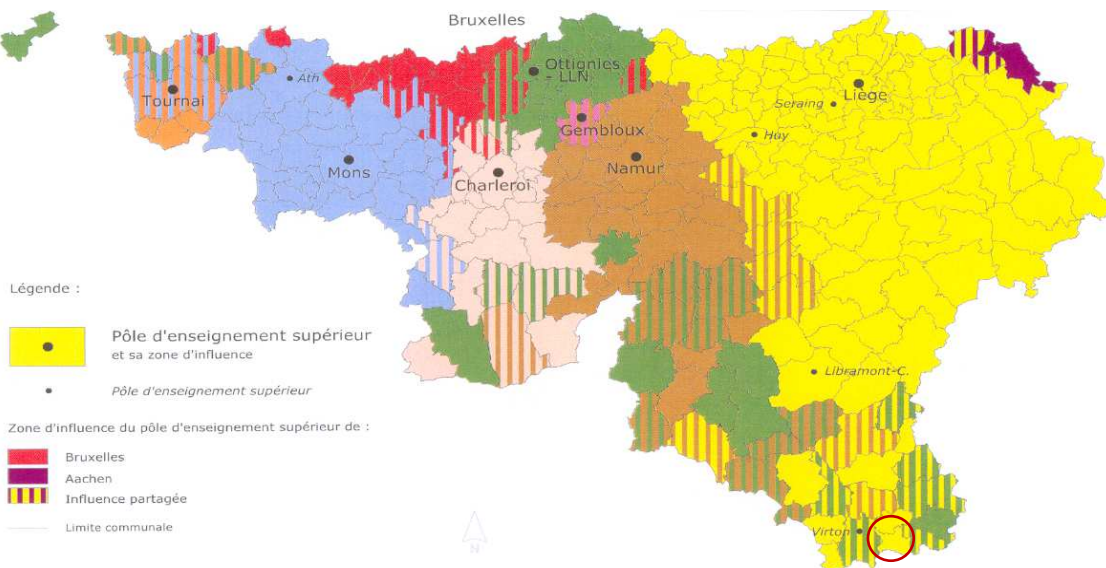 Bruxelles
Ottignies
- LLN
Ath
Tournai
Liège
Seraing
Gembloux
Huy
Mons
Charleroi
Namur
Légende :
Pôle d'enseignement supérieur
et sa zone d'influence
Pôle d'enseignement supérieur
Libramont-C.
Zone d'influence du pôle d'enseignement supérieur de :
Bruxelles
Aachen
Influence partagée
Limite communale
Virton
N